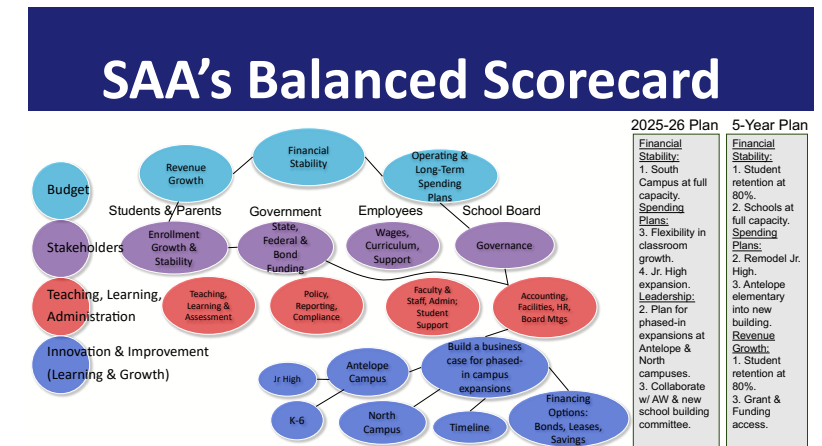 SAA's Balanced Scorecard
2025-26 Plan
5-Year Plan
Budget
Revenue
Growth
Financial
Stability
Operating &
Long-Term
Spending
Plans
Students & Parents
Government
Employees
School Board
Stakeholders
Enrollment
Growth &
Stability
State,
Federal &
Bond
Funding
Wages,
Curriculum,
Support
Governance
Teaching, Learning,
Administration
Teaching,
Learning &
Assessment
Policy,
Reporting,
Compliance
Faculty &
Staff, Admin;
Student
Support
Accounting,
Facilities, HR,
Board Mtgs
Innovation & Improvement
(Learning & Growth)
Jr High
K-6
Antelope
Campus
North
Campus
Build a business
case for phased-
in campus
expansions
Timeline
Financing
Options:
Bonds, Leases,
Savings
Financial
Stability:
1. South
Campus at full
capacity.
Spending
Plans:
3. Flexibility in
classroom
growth.
4. Jr. High
expansion.
Leadership:
2. Plan for
phased-in
expansions at
Antelope &
North
campuses.
3. Collaborate
w/ AW & new
school building
committee.
Financial
Stability:
1. Student
retention at
80%.
2. Schools at
full capacity.
Spending
Plans:
2. Remodel Jr.
High.
3. Antelope
elementary
into new
building.
Revenue
Growth:
1. Student
retention at
80%.
3. Grant &
Funding
access.